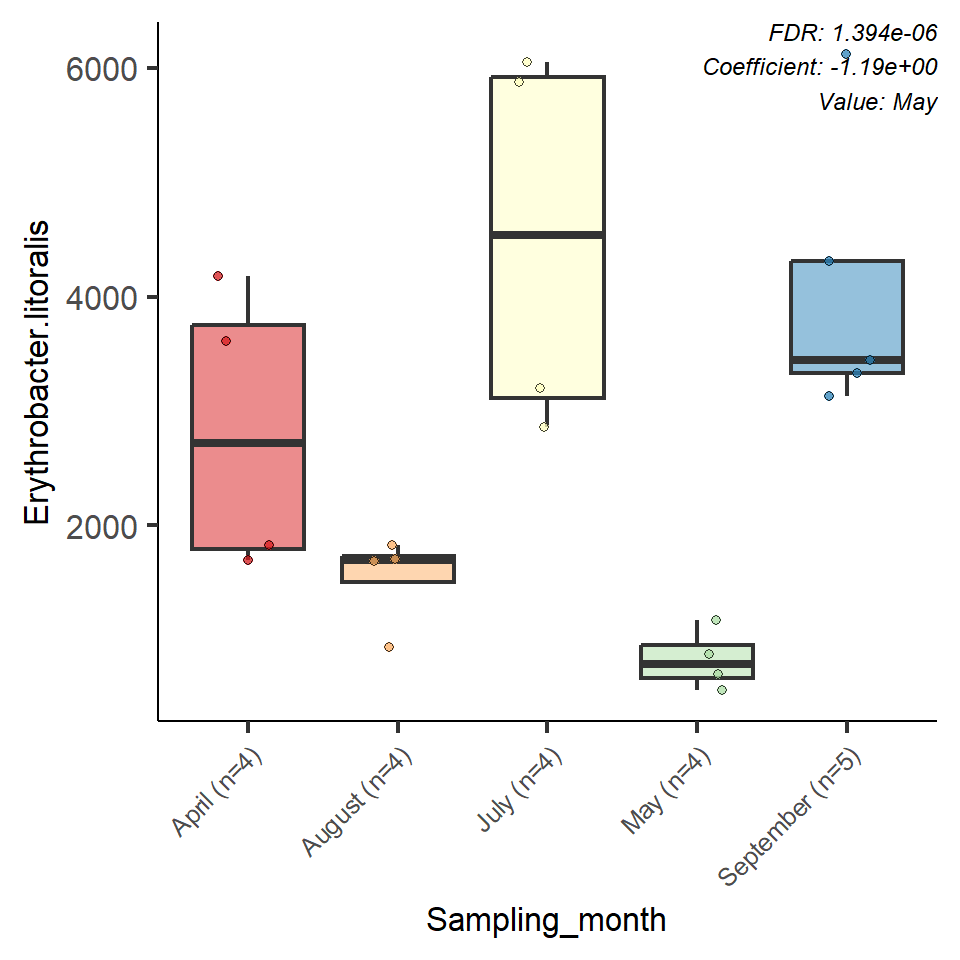 FDR: 1.394e-06
Coefficient: -1.19e+00
Value: May
Erythrobacter.litoralis
6000
4000
2000
April (n=4)
August (n=4)
July (n=4)
May (n=4)
September (n=5)
Sampling_month